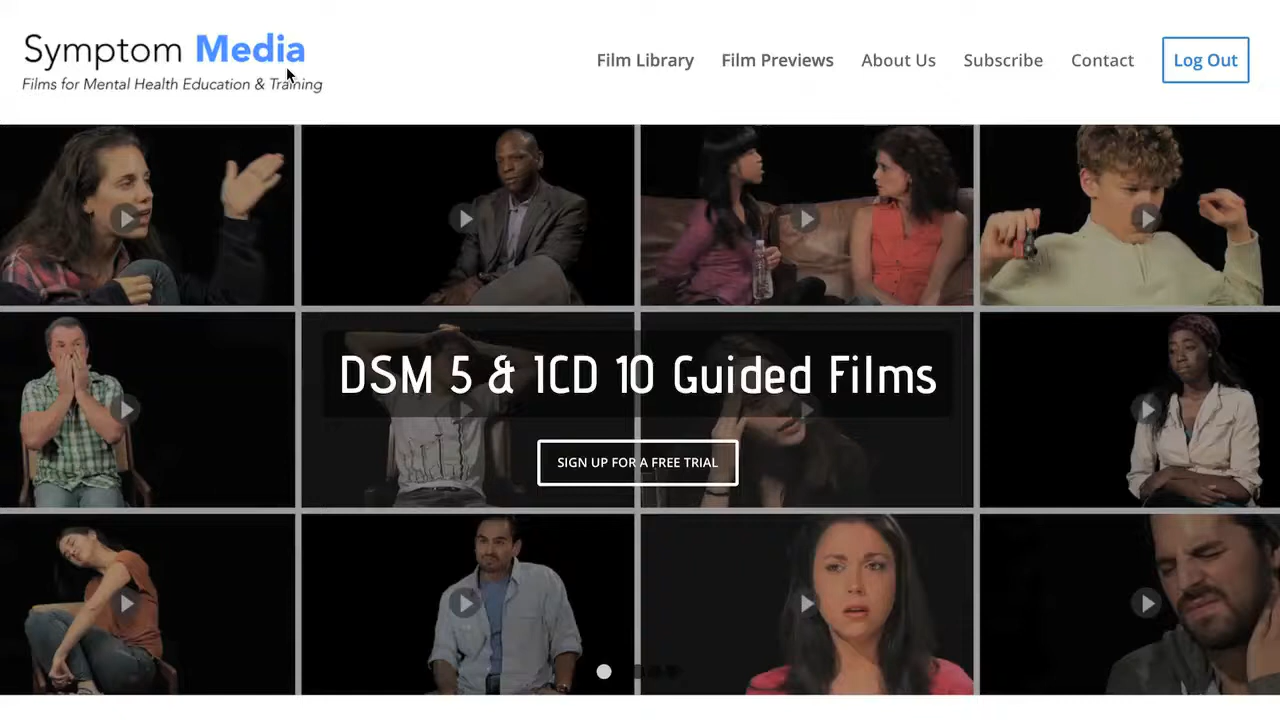 Symptom Media
Films for Mental Health Education & Training
Film Library
Film Previews
About Us
Subscribe
Contact
Log Out
DSM 5 & ICD 10 Guided Films
SIGN UP FOR A FREE TRIAL